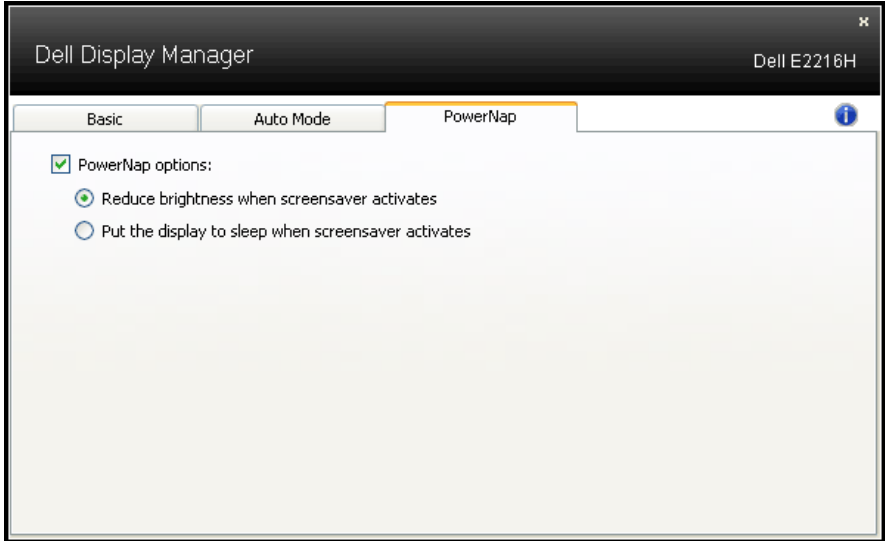 Dell Display Manager
Dell E2216H
Basic
Auto Mode
PowerNap
PowerNap options:
Reduce brightness when screensaver activates
Put the display to sleep when screensaver activates